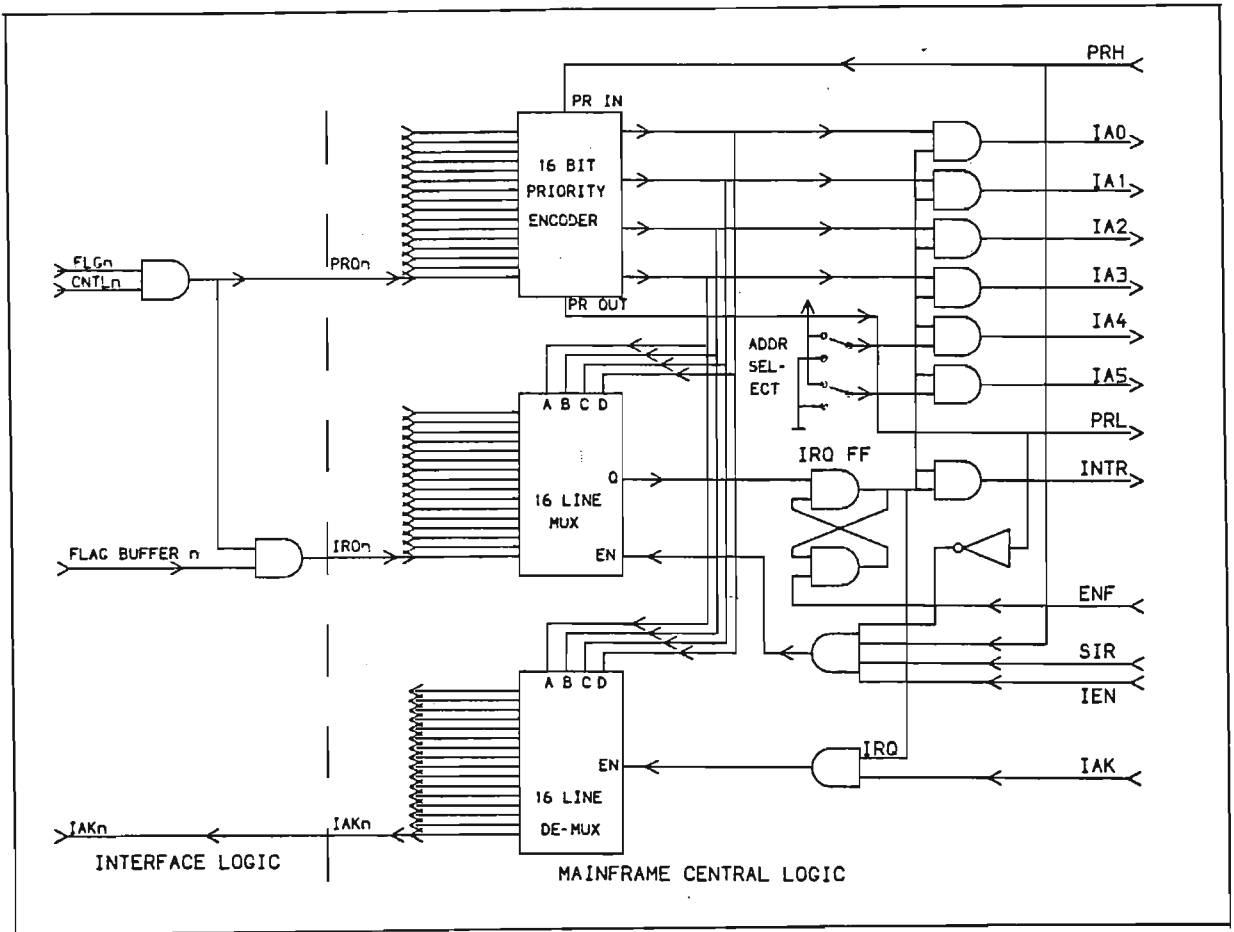 PRH
PR IN
16 BIT
PRIORITY
ENCODER
IA0
IA1
IA2
FLGn
CNTLn
PRQn
IA3
PR OUT
IA4
ADDR
SEL-
ECT
IA5
A B C D
PRL
IRQ FF
INTR
Q
16 LINE
MUX
FLAG BUFFER n
IRQn
EN
ENF
SIR
A B C D
IEN
IRQ
EN
IAK
16 LINE
DE-MUX
IAKn
IAKn
INTERFACE LOGIC
MAINFRAME CENTRAL LOGIC